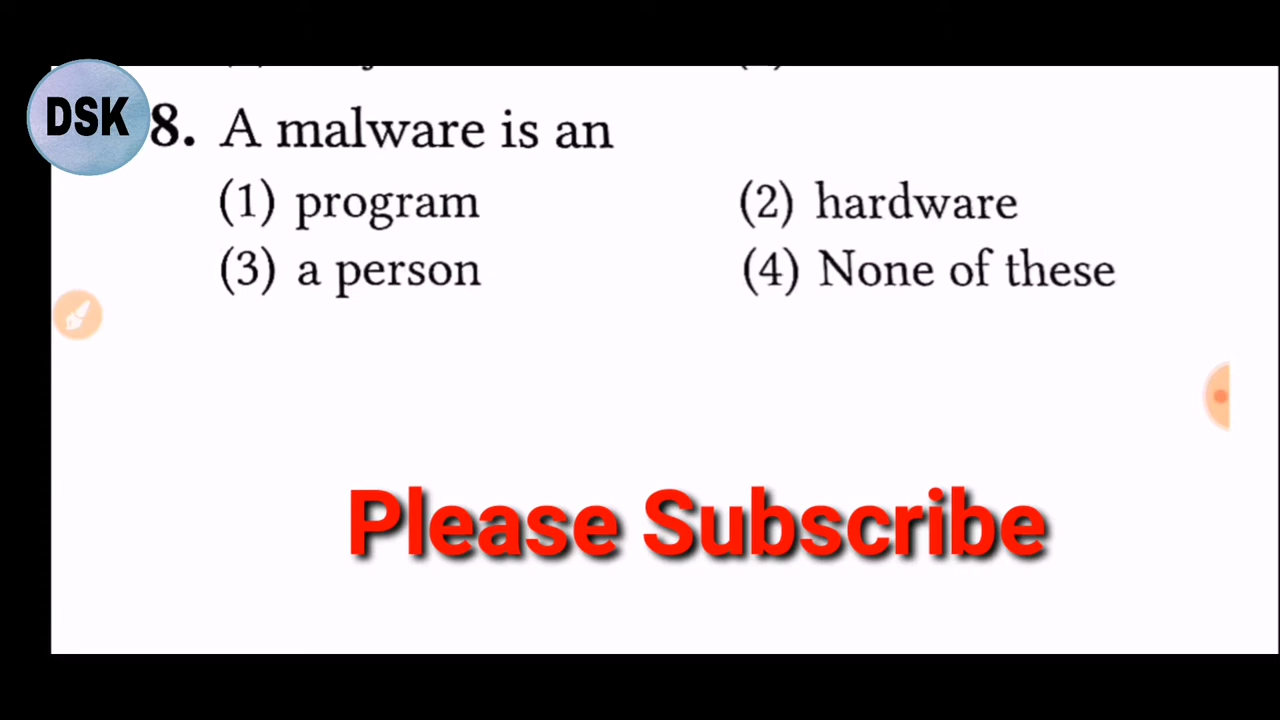 DSK
8. A malware is an
(1) program (2) hardware
(3) a person (4) None of these
Please Subscribe